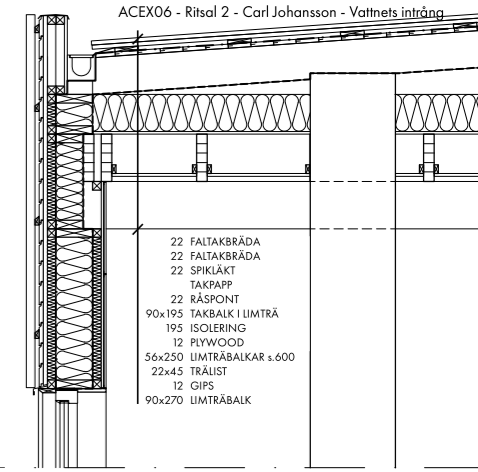 ACEX06 - Ritsal 2 - Carl Johansson - Vattnets intrång
22 FALTAKBRÄDA
22 FALTAKBRÄDA
22 SPIKLÄKT
TAKPAPP
22 RÅSPONT
90x195 TAKBALK I LIMTRÄ
195 ISOLERING
12 PLYWOOD
56x250 LIMTRÄBALKAR s.600
22x45 TRÄLIST
12 GIPS
90x270 LIMTRÄBALK